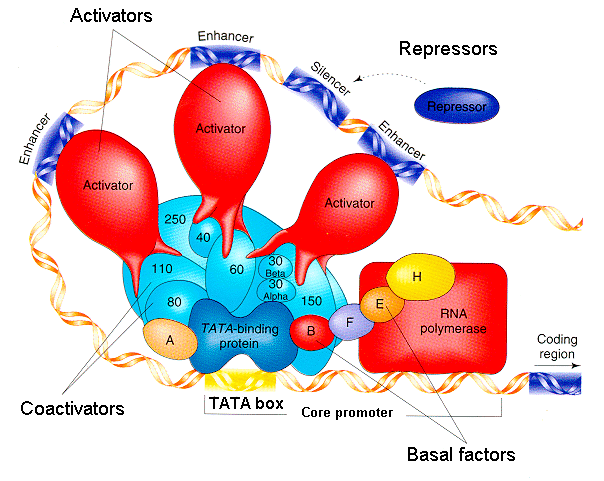 Activators
Enhancer
Repressors
Silencer
Repressor
Enhancer
Enhancer
Activator
Activator
Activator
250
40
110
60
30
Beta
30
Alpha
80
150
H
E
F
B
A
RNA
polymerase
TATA-binding
protein
Coding
region
Coactivators
TATA box
Core promoter
Basal factors